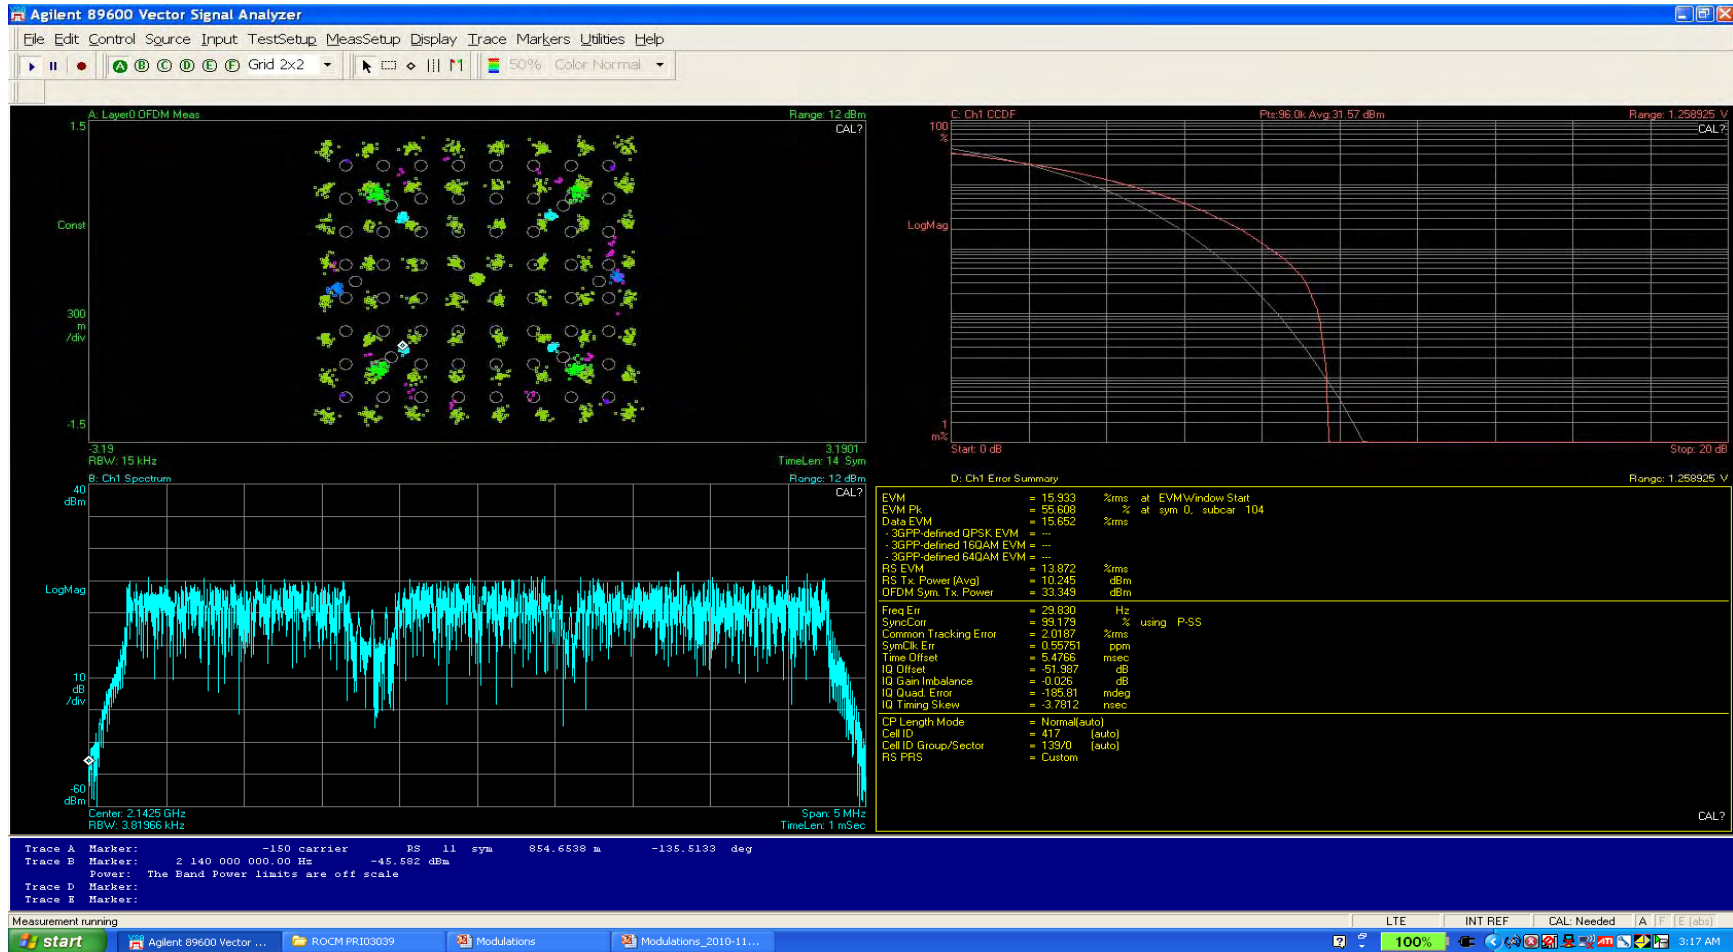 Agilent 89600 Vector Signal Analyzer
File Edit Control Source Input TestSetup MeasSetup Display Trace Markers Utilities Help
A B C D E F Grid 2x2 50% Color Normal
A: Layer0 OFDM Meas Range: 12 dBm
1.5 CAL?
Const
300
m
/div
-1.5
-3.19 3.1901
RBW: 15 kHz TimeLen: 14 Sym
C: Ch1 CCDF Pts:96.0k Avg:31.57 dBm Range: 1.258925 V
100 CAL?
%
LogMag
1
m%
Start: 0 dB Stop: 20 dB
B: Ch1 Spectrum Range: 12 dBm
40 CAL?
dBm
LogMag
10
dB
/div
-60
dBm
Center: 2.1425 GHz Span: 5 MHz
RBW: 3.81966 kHz TimeLen: 1 mSec
D: Ch1 Error Summary Range: 1.258925 V
EVM = 15.933 %rms at EVMWindow Start
EVM Pk = 55.608 % at sym 0, subcar 104
Data EVM = 15.652 %rms
- 3GPP-defined QPSK EVM = ---
- 3GPP-defined 16QAM EVM = ---
- 3GPP-defined 64QAM EVM = ---
RS EVM = 13.872 %rms
RS Tx. Power (Avg) = 10.245 dBm
OFDM Sym. Tx. Power = 33.349 dBm
Freq Err = 29.830 Hz
SyncCorr = 99.179 % using P-SS
Common Tracking Error = 2.0187 %rms
SymClk Err = 0.55751 ppm
Time Offset = 5.4766 msec
IQ Offset = -51.987 dB
IQ Gain Imbalance = -0.026 dB
IQ Quad. Error = -185.81 mdeg
IQ Timing Skew = -3.7812 nsec
CP Length Mode = Normal(auto)
Cell ID = 417 (auto)
Cell ID Group/Sector = 139/0 (auto)
RS PRS = Custom
CAL?
Trace A Marker: -150 carrier RS 11 sym 854.6538 m -135.5133 deg
Trace B Marker: 2 140 000 000.00 Hz -45.582 dBm
Power: The Band Power limits are off scale
Trace D Marker:
Trace E Marker:
Measurement running LTE INT REF CAL: Needed A F E (abs)
start Agilent 89600 Vector ... ROCM PRI03039 Modulations Modulations_2010-11... 100% 3:17 AM